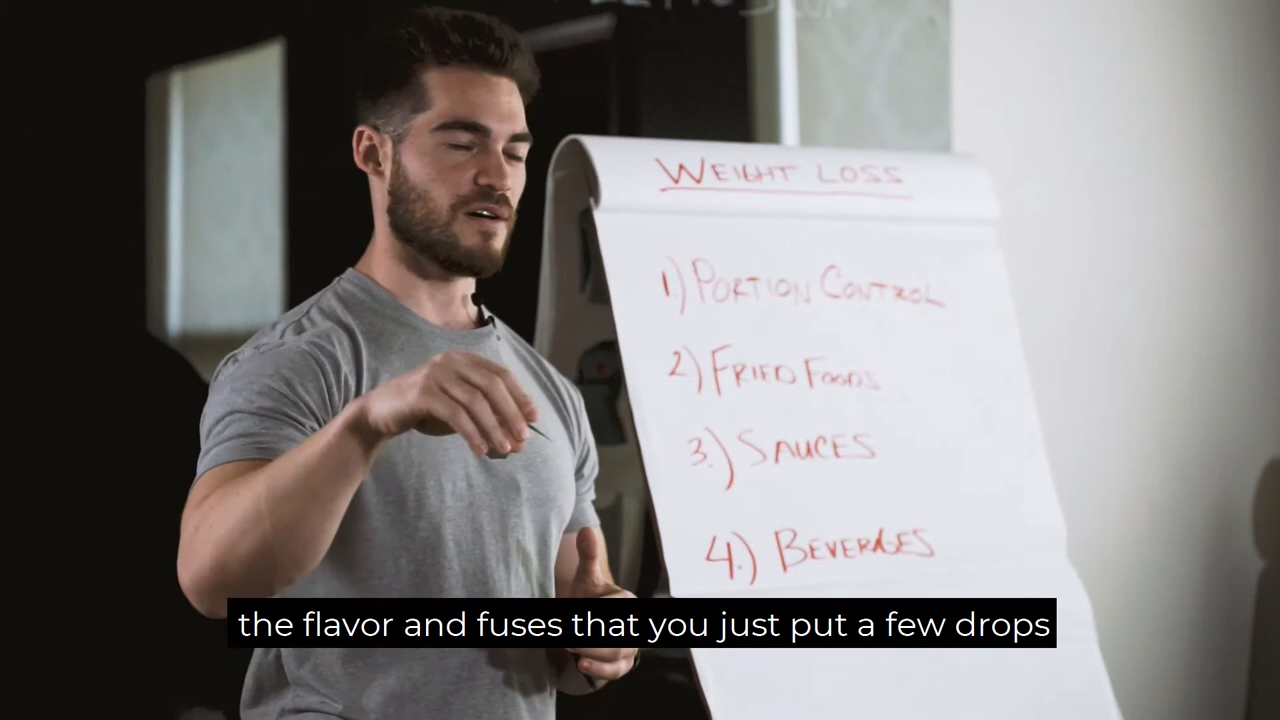 WEIGHT LOSS
1.) PORTION CONTROL
2.) FRIED FOODS
3.) SAUCES
4.) BEVERAGES
the flavor and fuses that you just put a few drops